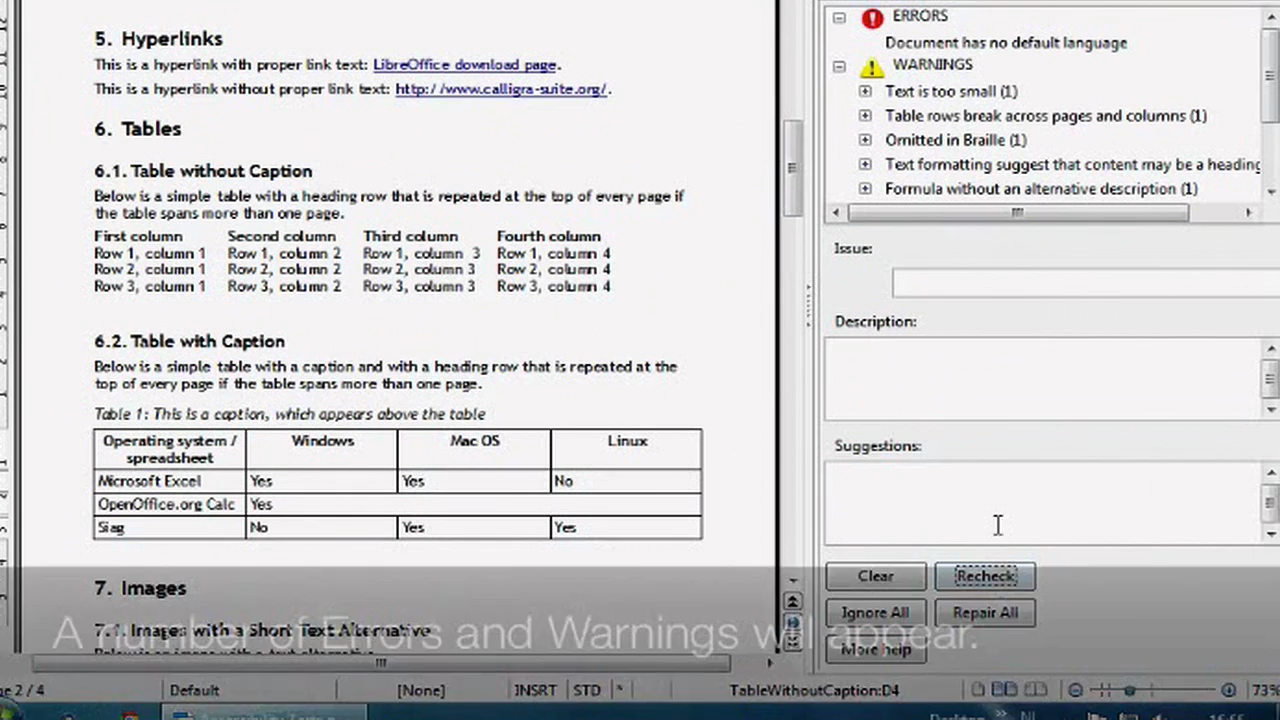 5. Hyperlinks
This is a hyperlink with proper link text: LibreOffice download page.
This is a hyperlink without proper link text: http://www.calligra-suite.org/.
6. Tables
6.1. Table without Caption
Below is a simple table with a heading row that is repeated at the top of every page if
the table spans more than one page.
First column Second column Third column Fourth column
Row 1, column 1 Row 1, column 2 Row 1, column 3 Row 1, column 4
Row 2, column 1 Row 2, column 2 Row 2, column 3 Row 2, column 4
Row 3, column 1 Row 3, column 2 Row 3, column 3 Row 3, column 4
6.2. Table with Caption
Below is a simple table with a caption and with a heading row that is repeated at the
top of every page if the table spans more than one page.
Table 1: This is a caption, which appears above the table
Operating system / Windows Mac OS Linux
spreadsheet
Microsoft Excel Yes Yes No
OpenOffice.org Calc Yes
Siag No Yes Yes
7. Images
7.1. Images with a Short Text Alternative
A number of Errors and Warnings will appear.
ERRORS
Document has no default language
WARNINGS
Text is too small (1)
Table rows break across pages and columns (1)
Omitted in Braille (1)
Text formatting suggest that content may be a heading
Formula without an alternative description (1)
Issue:
Description:
Suggestions:
Clear Recheck
Ignore All Repair All
More help
2 / 4 Default [None] INSRT STD * TableWithoutCaption:D4 73%